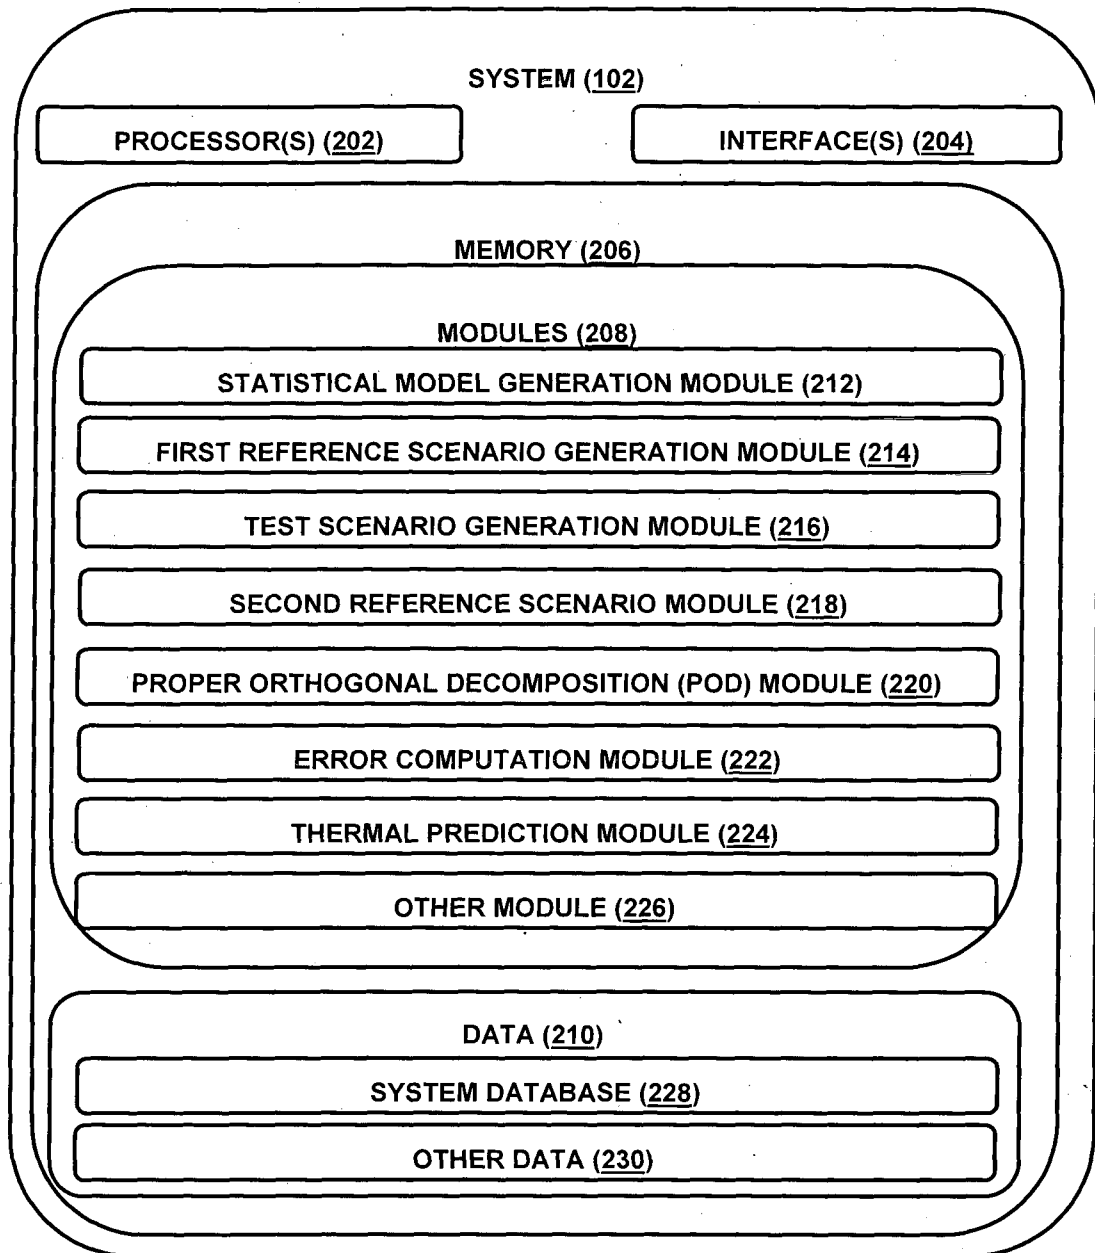 SYSTEM (102)
PROCESSOR(S) (202)
INTERFACE(S) (204)
MEMORY (206)
MODULES (208)
STATISTICAL MODEL GENERATION MODULE (212)
FIRST REFERENCE SCENARIO GENERATION MODULE (214)
TEST SCENARIO GENERATION MODULE (216)
SECOND REFERENCE SCENARIO MODULE (218)
PROPER ORTHOGONAL DECOMPOSITION (POD) MODULE (220)
ERROR COMPUTATION MODULE (222)
THERMAL PREDICTION MODULE (224)
OTHER MODULE (226)
DATA (210)
SYSTEM DATABASE (228)
OTHER DATA (230)